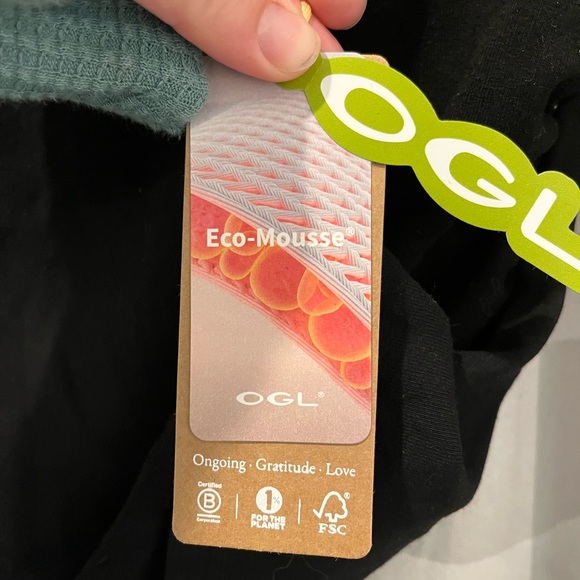 OGL
Eco-Mousse®
OGL®
Ongoing · Gratitude · Love
Certified
B
Corporation
1%
FOR THE
PLANET
®
FSC